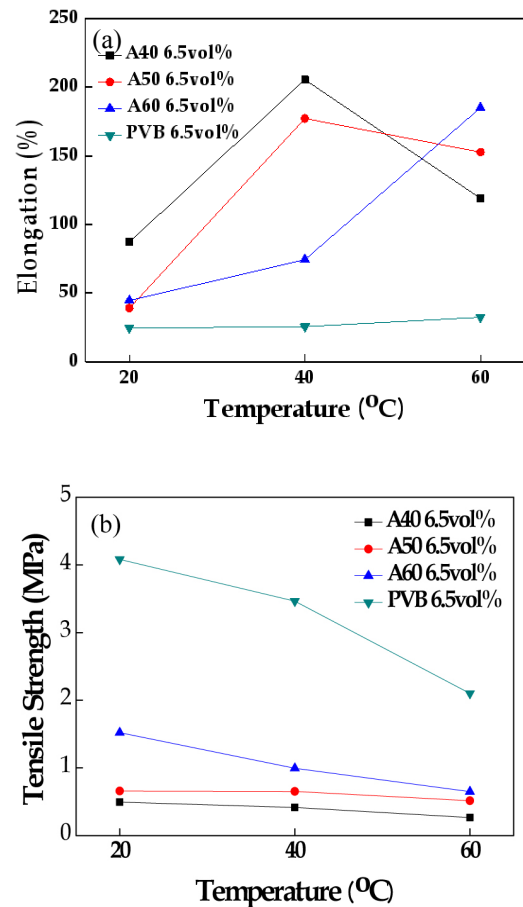 (a)
A40 6.5vol%
A50 6.5vol%
A60 6.5vol%
PVB 6.5vol%
250
200
150
100
50
0
Elongation (%)
20 40 60
Temperature (⁰C)
(b)
A40 6.5vol%
A50 6.5vol%
A60 6.5vol%
PVB 6.5vol%
5
4
3
2
1
0
Tensile Strength (MPa)
20 40 60
Temperature (⁰C)